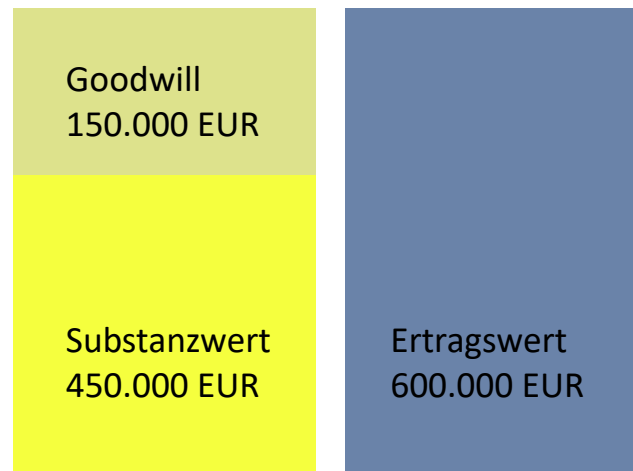 Goodwill
150.000 EUR
Substanzwert
450.000 EUR
Ertragswert
600.000 EUR